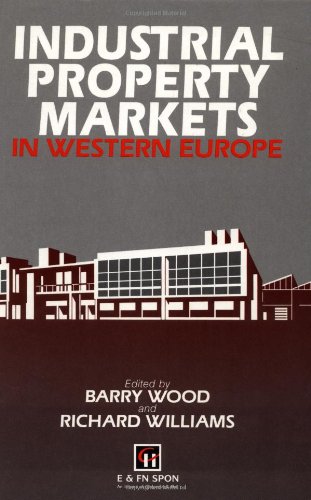 INDUSTRIAL
PROPERTY
MARKETS
IN WESTERN EUROPE
Edited by
BARRY WOOD
and
RICHARD WILLIAMS
E & FN SPON